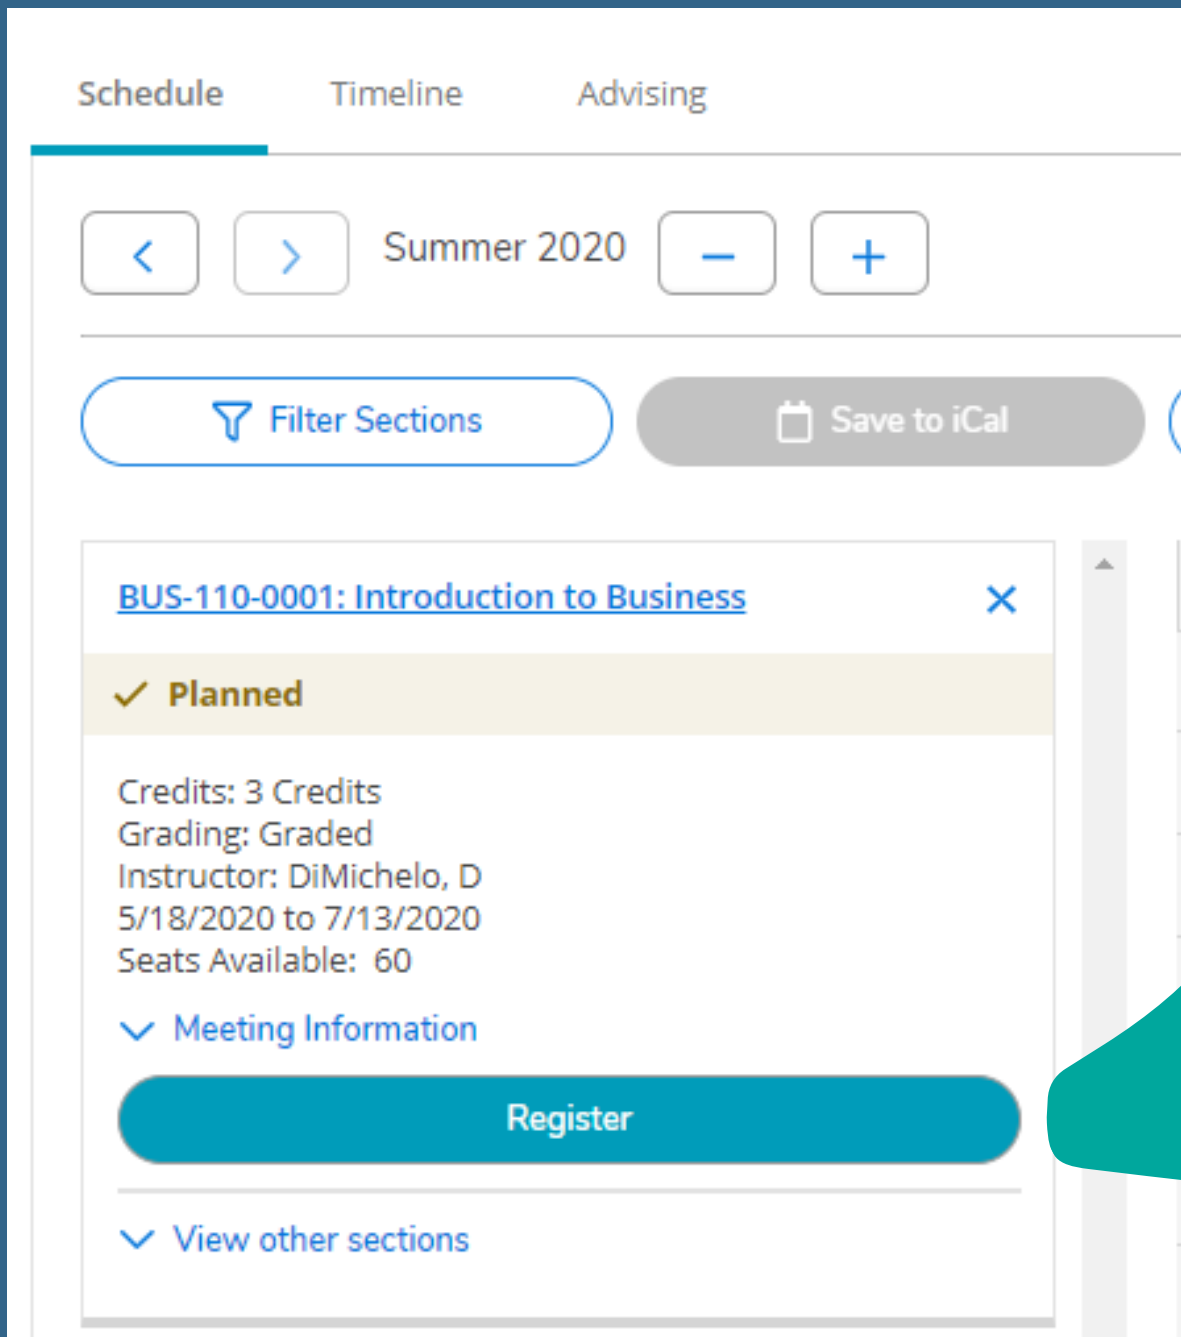 Schedule Timeline Advising
Summer 2020
Filter Sections Save to iCal
BUS-110-0001: Introduction to Business
Planned
Credits: 3 Credits
Grading: Graded
Instructor: DiMichelo, D
5/18/2020 to 7/13/2020
Seats Available: 60
Meeting Information
Register
View other sections